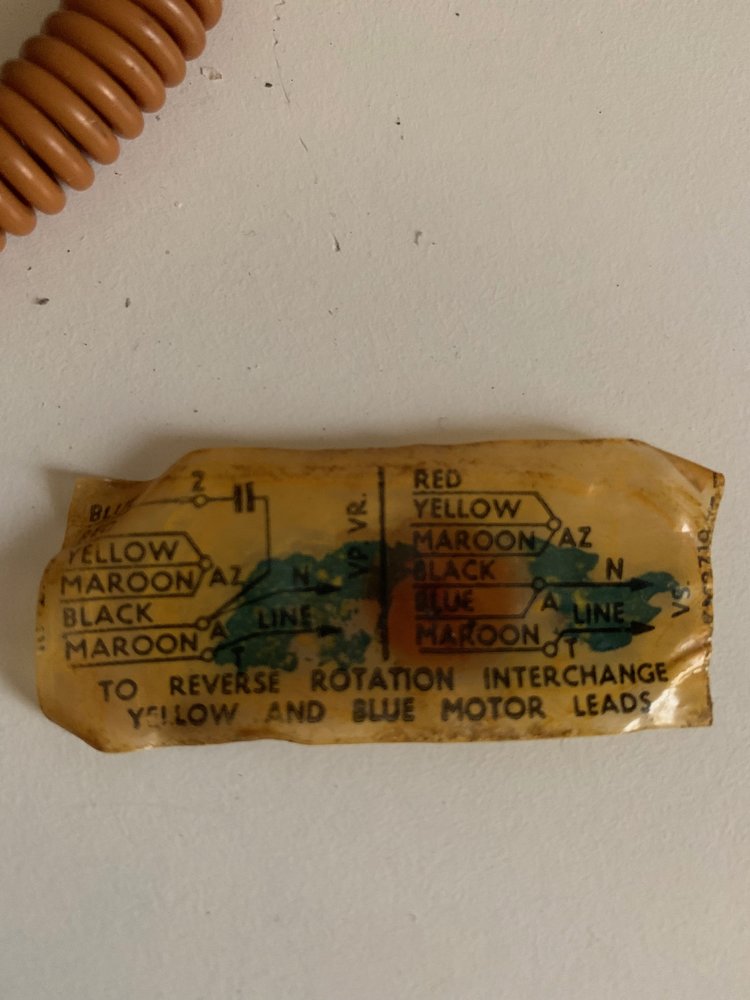 Z
YELLOW
MAROON
AZ
BLACK
N
A
LINE
MAROON
T
VP VR.
RED
YELLOW
MAROON
AZ
BLACK
N
BLUE
A
LINE
MAROON
T
VS.
TO REVERSE ROTATION INTERCHANGE
YELLOW AND BLUE MOTOR LEADS